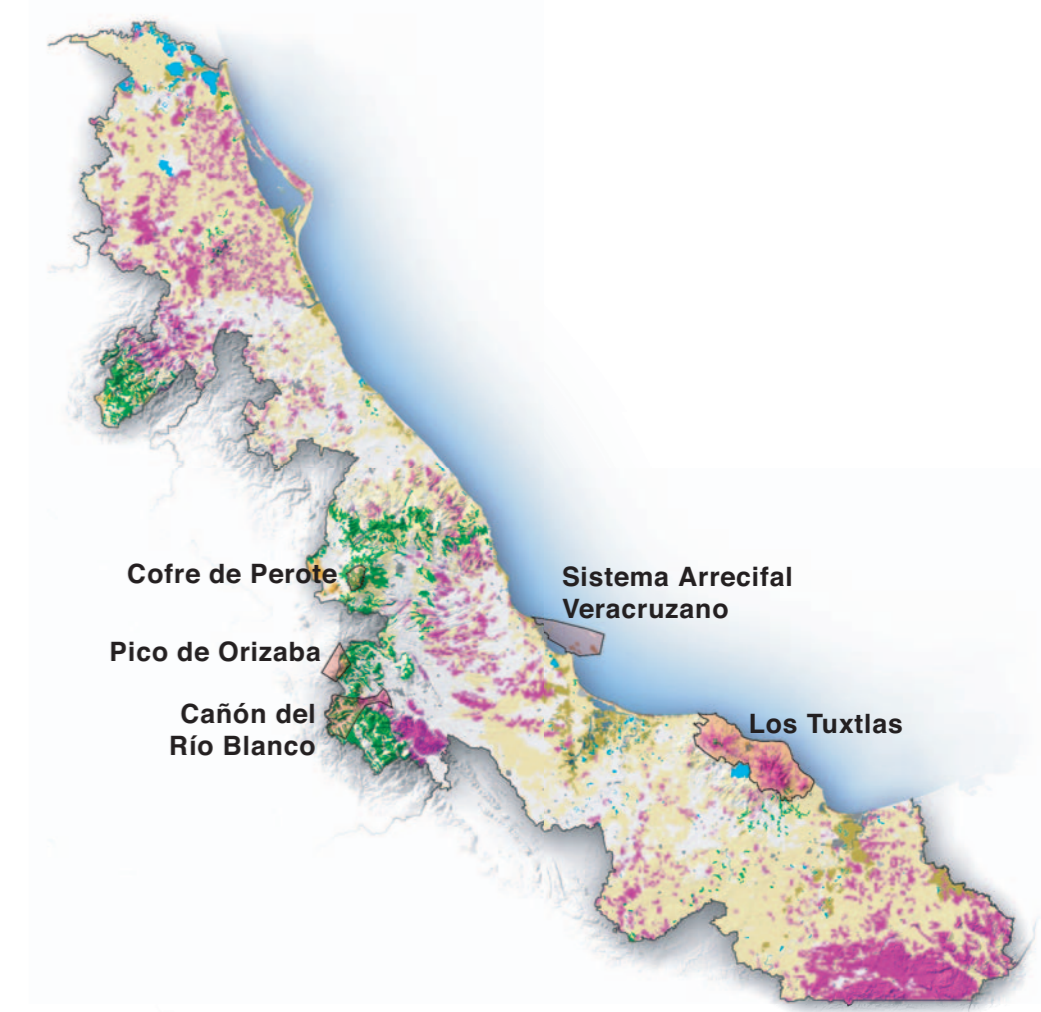 Cofre de Perote
Sistema Arrecifal
Veracruzano
Pico de Orizaba
Cañón del
Río Blanco
Los Tuxtlas